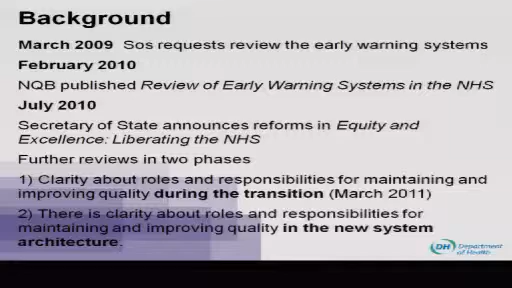 Background
March 2009 Sos requests review the early warning systems
February 2010
NQB published Review of Early Warning Systems in the NHS
July 2010
Secretary of State announces reforms in Equity and
Excellence: Liberating the NHS
Further reviews in two phases
1) Clarity about roles and responsibilities for maintaining and
improving quality during the transition (March 2011)
2) There is clarity about roles and responsibilities for
maintaining and improving quality in the new system
architecture.
DH Department
of Health